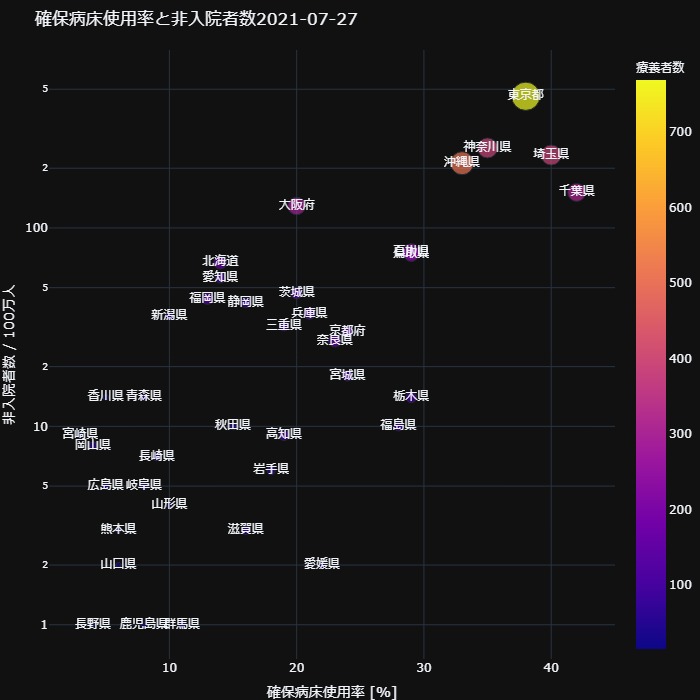 確保病床使用率と非入院者数2021-07-27
療養者数
5
東京都
700
神奈川県
埼玉県
沖縄県
2
千葉県
600
大阪府
100
鳥取県
500
北海道
愛知県
5
茨城県
福岡県
静岡県
新潟県
兵庫県
三重県
京都府
奈良県
400
2
宮城県
香川県
青森県
栃木県
300
10
秋田県
福島県
宮崎県
高知県
岡山県
長崎県
岩手県
5
広島県
岐阜県
山形県
200
熊本県
滋賀県
2
山口県
愛媛県
100
1
長野県
鹿児島県
群馬県
10
20
30
40
確保病床使用率 [%]
非入院者数 / 100万人